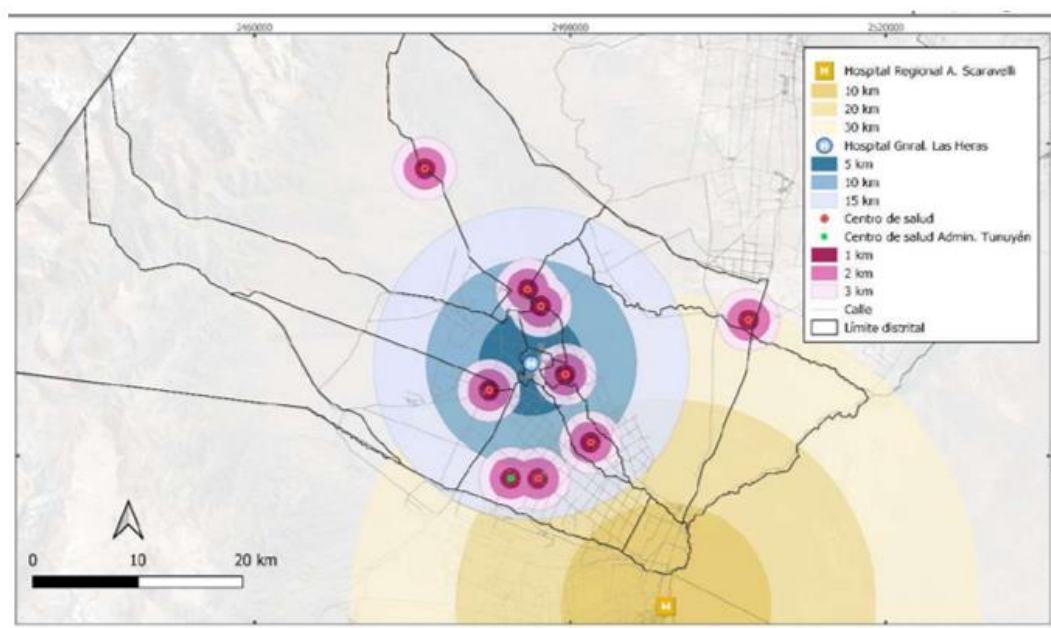 2460000 2490000 2520000
H Hospital Regional A. Scaravelli
10 km
20 km
30 km
Hospital Gnral. Las Heras
5 km
10 km
15 km
Centro de salud
Centro de salud Admin. Tunuyán
1 km
2 km
3 km
Calle
Límite distrital
0 10 20 km
H